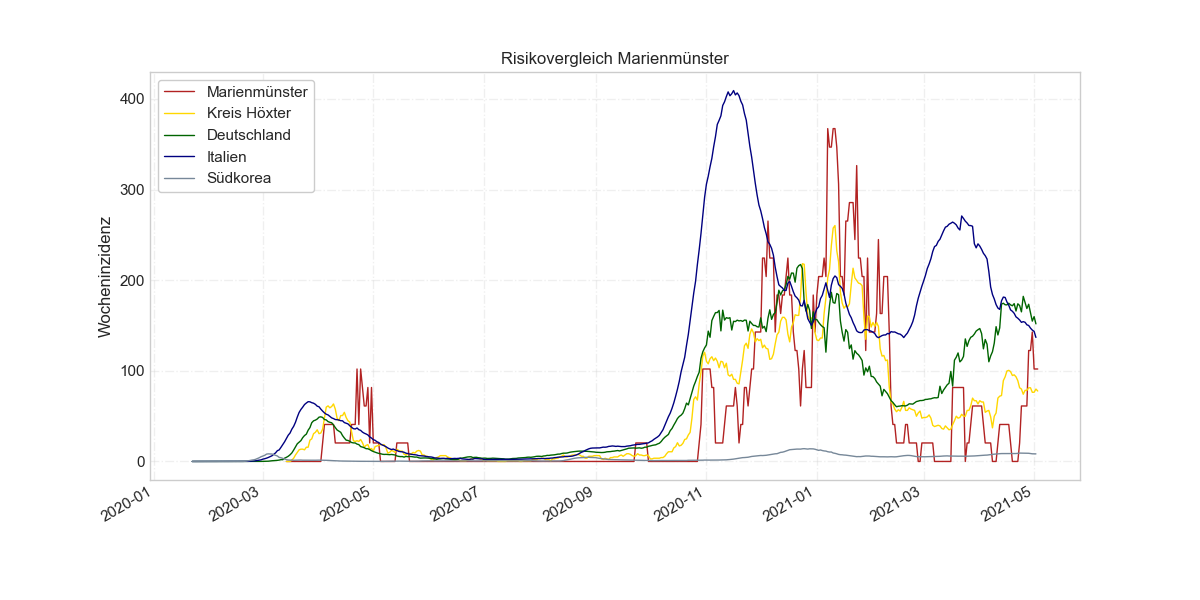 Risikovergleich Marienmünster
Marienmünster
Kreis Höxter
Deutschland
Italien
Südkorea
Wocheninzidenz
400
300
200
100
0
2020-01
2020-03
2020-05
2020-07
2020-09
2020-11
2021-01
2021-03
2021-05